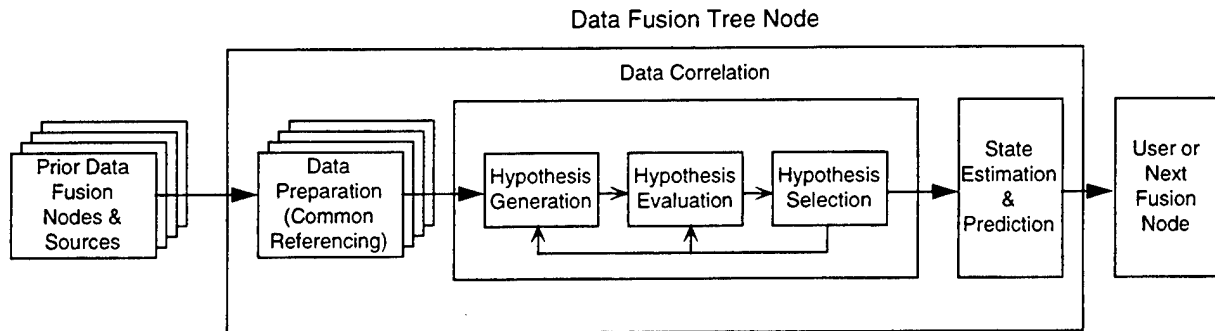 Data Fusion Tree Node
Data Correlation
Prior Data
Fusion
Nodes &
Sources
Data
Preparation
(Common
Referencing)
Hypothesis
Generation
Hypothesis
Evaluation
Hypothesis
Selection
State
Estimation
&
Prediction
User or
Next
Fusion
Node